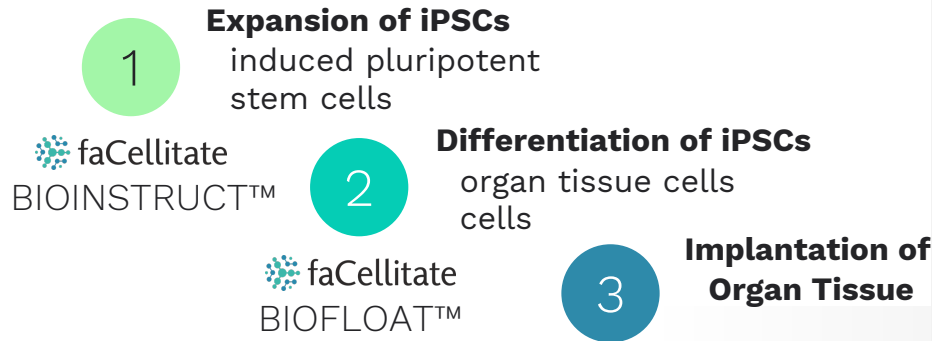 1
Expansion of iPSCs
induced pluripotent
stem cells
faCellitate
BIOINSTRUCT™
2
Differentiation of iPSCs
organ tissue cells
cells
faCellitate
BIOFLOAT™
3
Implantation of
Organ Tissue